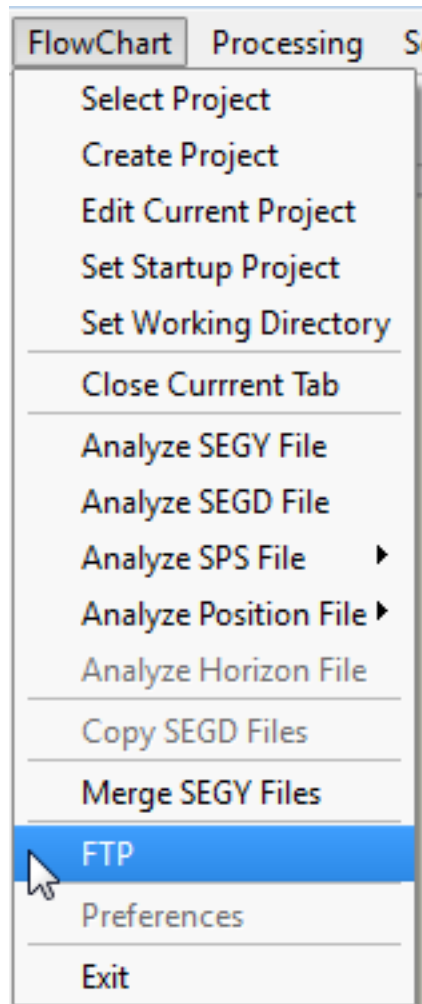 FlowChart Processing
Select Project
Create Project
Edit Current Project
Set Startup Project
Set Working Directory
Close Currrent Tab
Analyze SEGY File
Analyze SEGD File
Analyze SPS File
Analyze Position File
Analyze Horizon File
Copy SEGD Files
Merge SEGY Files
FTP
Preferences
Exit